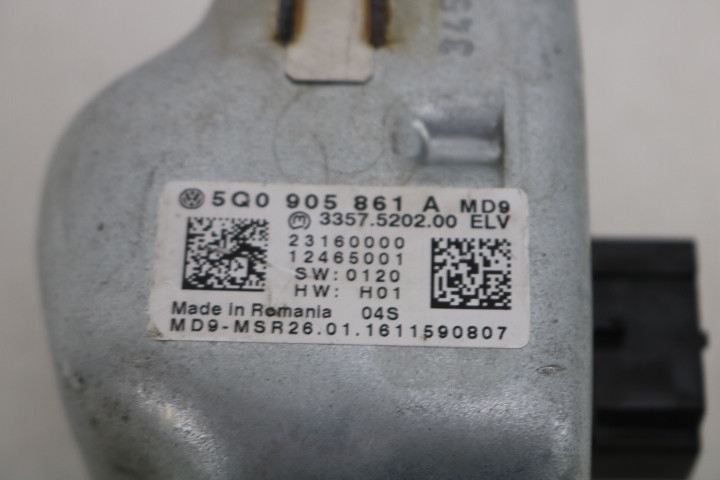 345
5Q0 905 861 A MD9
3357.5202.00 ELV
23160000
12465001
SW:0120
HW: H01
Made in Romania 04S
MD9-MSR26.01.1611590807